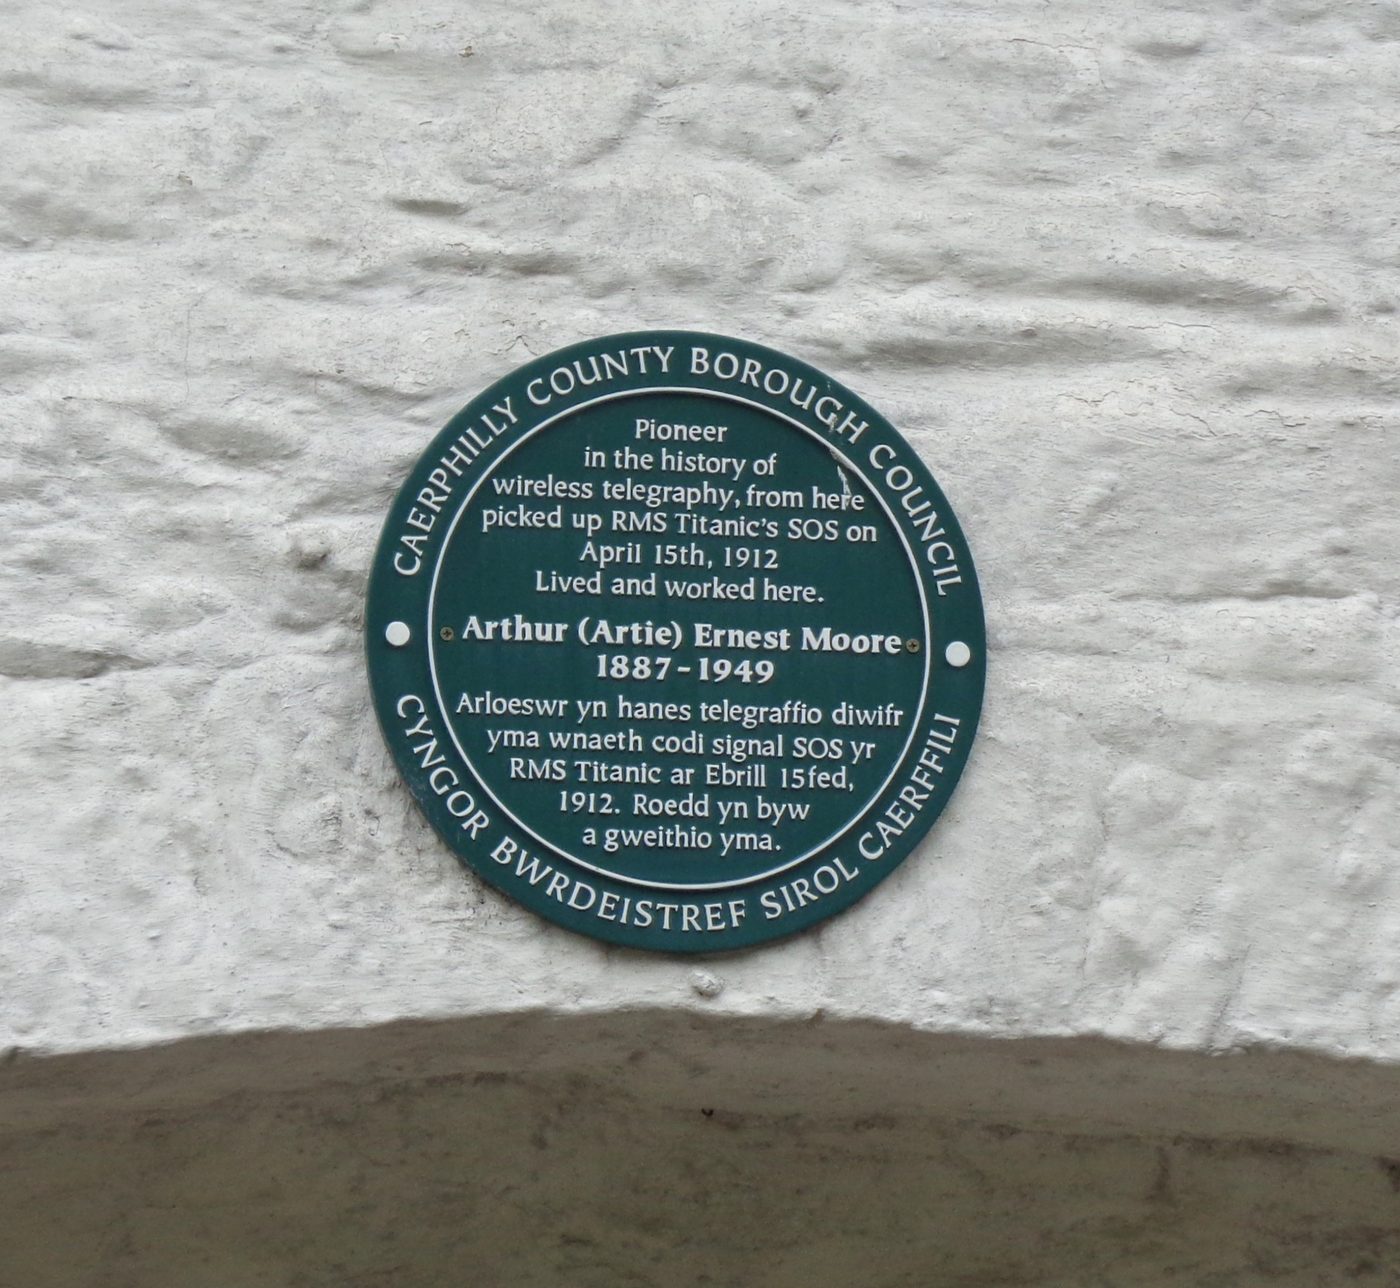 CAERPHILLY COUNTY BOROUGH COUNCIL
Pioneer
in the history of
wireless telegraphy, from here
picked up RMS Titanic's SOS on
April 15th, 1912
Lived and worked here.
Arthur (Artie) Ernest Moore
1887-1949
Arloeswr yn hanes telegraffio diwifr
yma wnaeth codi signal SOS yr
RMS Titanic ar Ebrill 15fed,
1912. Roedd yn byw
a gweithio yma.
CYNGOR BWRDEISTREF SIROL CAERFFILI